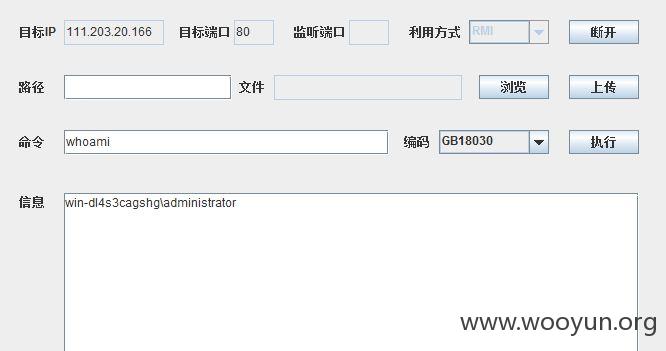 目标IP 111.203.20.166 目标端口 80 监听端口 利用方式 RMI 断开
路径 文件 浏览 上传
命令 whoami 编码 GB18030 执行
信息 win-dl4s3cagshg\administrator
www.wooyun.org